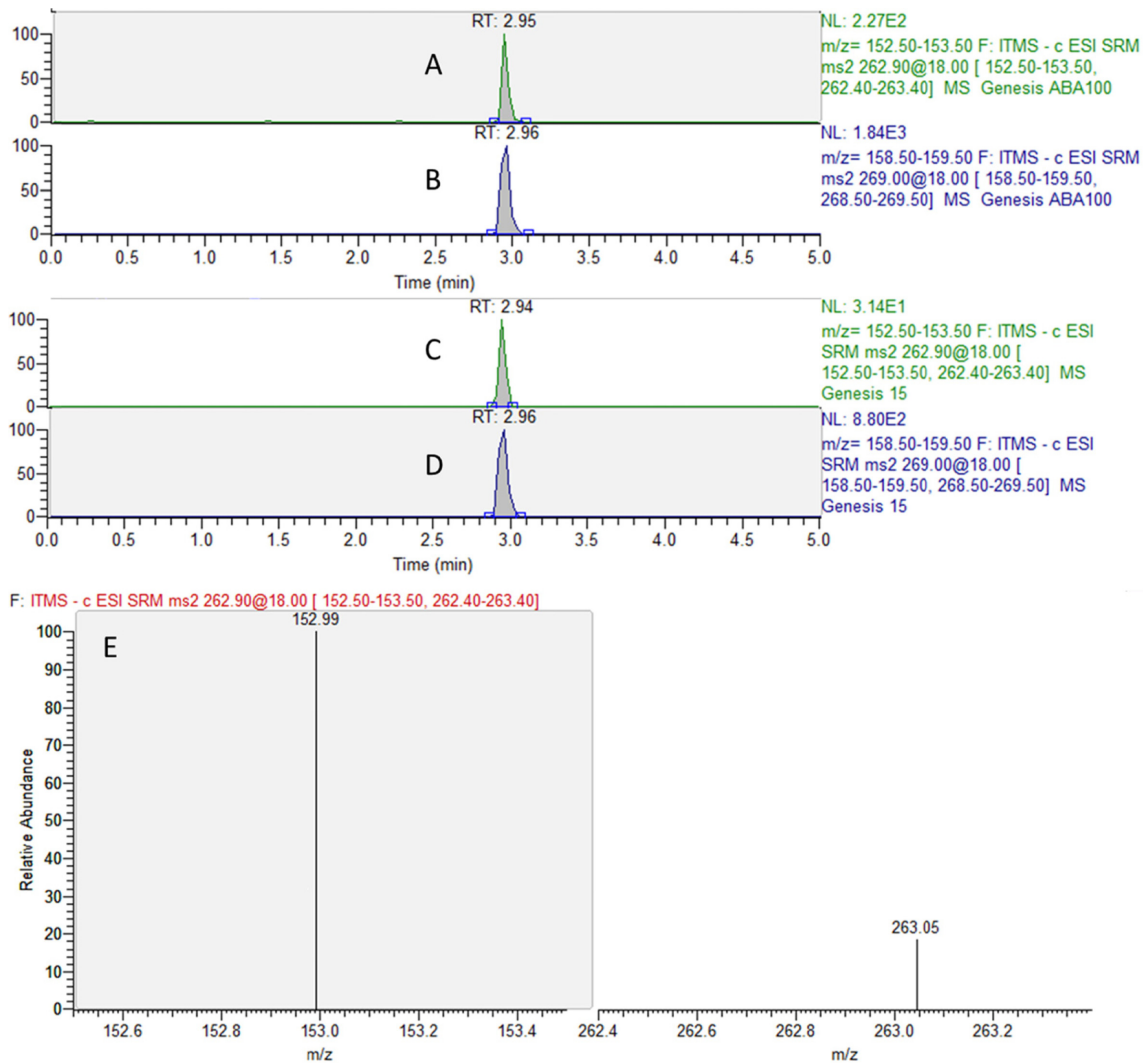 RT: 2.95
NL: 2.27E2
m/z= 152.50-153.50 F: ITMS - c ESI SRM
ms2 262.90@18.00 [ 152.50-153.50,
262.40-263.40] MS Genesis ABA100
100
50
0
A
RT: 2.96
NL: 1.84E3
m/z= 158.50-159.50 F: ITMS - c ESI SRM
ms2 269.00@18.00 [ 158.50-159.50,
268.50-269.50] MS Genesis ABA100
100
50
0
B
0.0 0.5 1.0 1.5 2.0 2.5 3.0 3.5 4.0 4.5 5.0
Time (min)
RT: 2.94
NL: 3.14E1
m/z= 152.50-153.50 F: ITMS - c ESI
SRM ms2 262.90@18.00 [
152.50-153.50, 262.40-263.40] MS
Genesis 15
100
50
0
C
RT: 2.96
NL: 8.80E2
m/z= 158.50-159.50 F: ITMS - c ESI
SRM ms2 269.00@18.00 [
158.50-159.50, 268.50-269.50] MS
Genesis 15
100
50
0
D
0.0 0.5 1.0 1.5 2.0 2.5 3.0 3.5 4.0 4.5 5.0
Time (min)
F: ITMS - c ESI SRM ms2 262.90@18.00 [ 152.50-153.50, 262.40-263.40]
152.99
E
100
90
80
70
60
50
40
30
20
10
0
Relative Abundance
263.05
152.6 152.8 153.0 153.2 153.4 262.4 262.6 262.8 263.0 263.2
m/z m/z